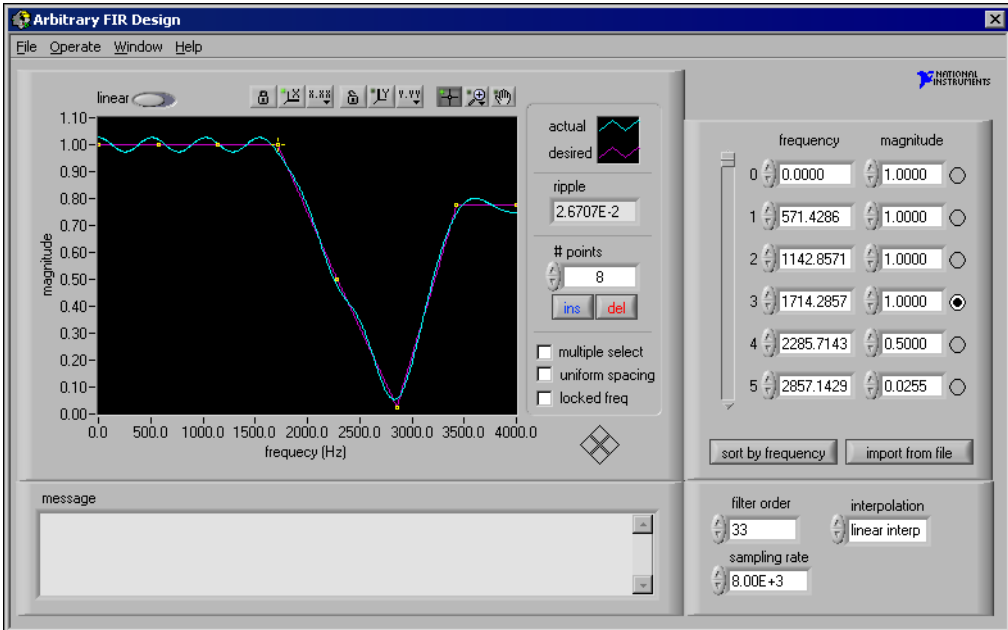 Arbitrary FIR Design
File Operate Window Help
NATIONAL INSTRUMENTS
linear
X X.XX Y Y.YY
1.10
1.00
0.90
0.80
0.70
0.60
0.50
0.40
0.30
0.20
0.10
0.00
magnitude
0.0 500.0 1000.0 1500.0 2000.0 2500.0 3000.0 3500.0 4000.0
frequecy (Hz)
actual
desired
ripple
2.6707E-2
# points
8
ins del
multiple select
uniform spacing
locked freq
frequency magnitude
0 0.0000 1.0000
1 571.4286 1.0000
2 1142.8571 1.0000
3 1714.2857 1.0000
4 2285.7143 0.5000
5 2857.1429 0.0255
sort by frequency import from file
message
filter order interpolation
33 linear interp
sampling rate
8.00E+3